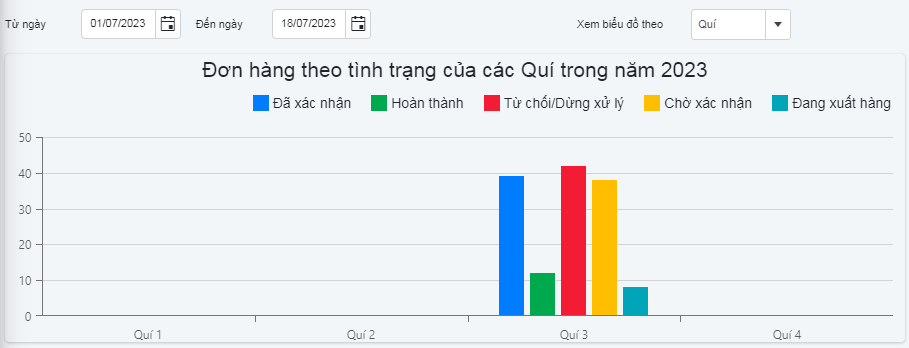 Từ ngày 01/07/2023 Đến ngày 18/07/2023 Xem biểu đồ theo Quí
Đơn hàng theo tình trạng của các Quí trong năm 2023
Đã xác nhận Hoàn thành Từ chối/Dừng xử lý Chờ xác nhận Đang xuất hàng
50
40
30
20
10
0
Quí 1 Quí 2 Quí 3 Quí 4